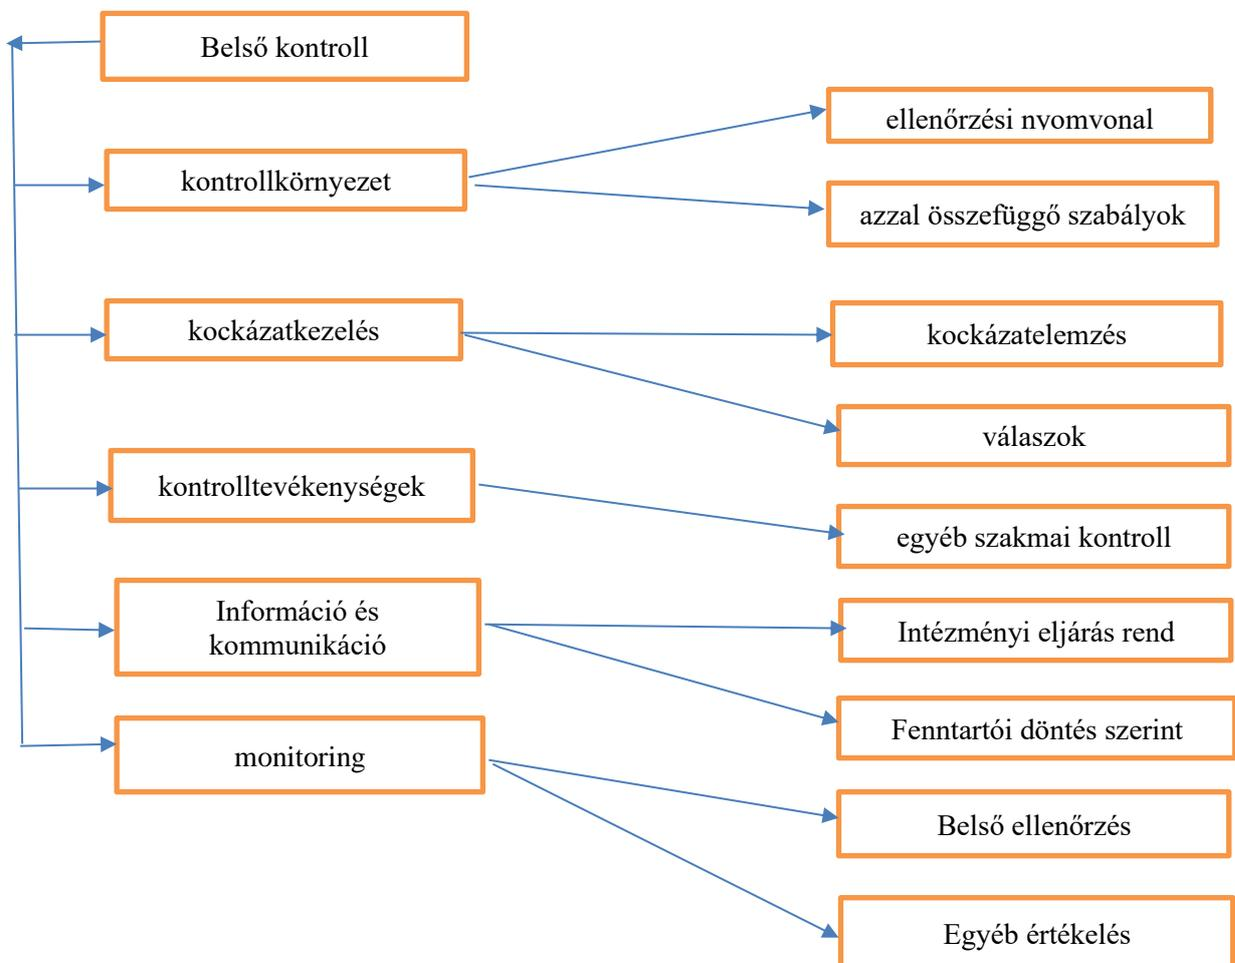 Belső kontroll
ellenőrzési nyomvonal
kontrollkörnyezet
azzal összefüggő szabályok
kockázatkezelés
kockázatelemzés
válaszok
kontrolltevékenységek
egyéb szakmai kontroll
Információ és
kommunikáció
Intézményi eljárás rend
Fenntartói döntés szerint
monitoring
Belső ellenőrzés
Egyéb értékelés